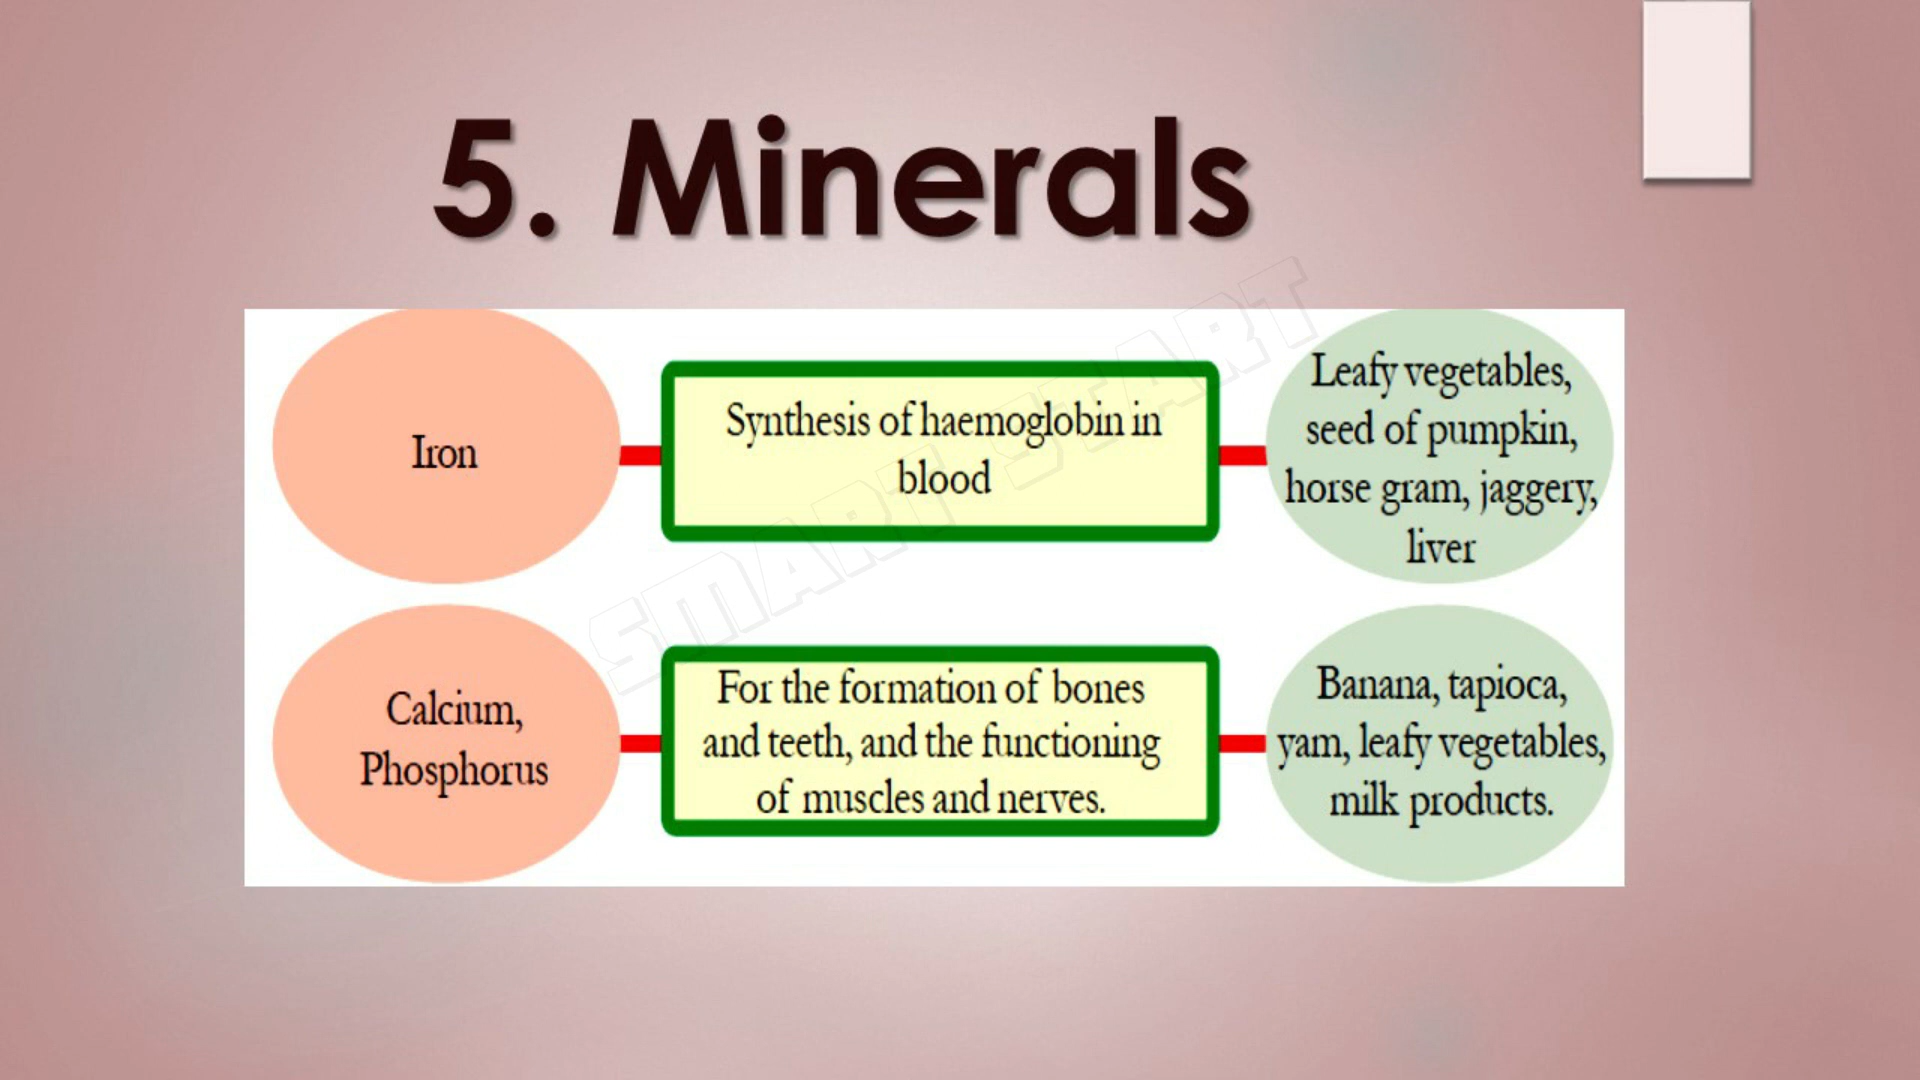 5. Minerals
Iron
Synthesis of haemoglobin in
blood
Leafy vegetables,
seed of pumpkin,
horse gram, jaggery,
liver
Calcium,
Phosphorus
For the formation of bones
and teeth, and the functioning
of muscles and nerves.
Banana, tapioca,
yam, leafy vegetables,
milk products.
SMART START